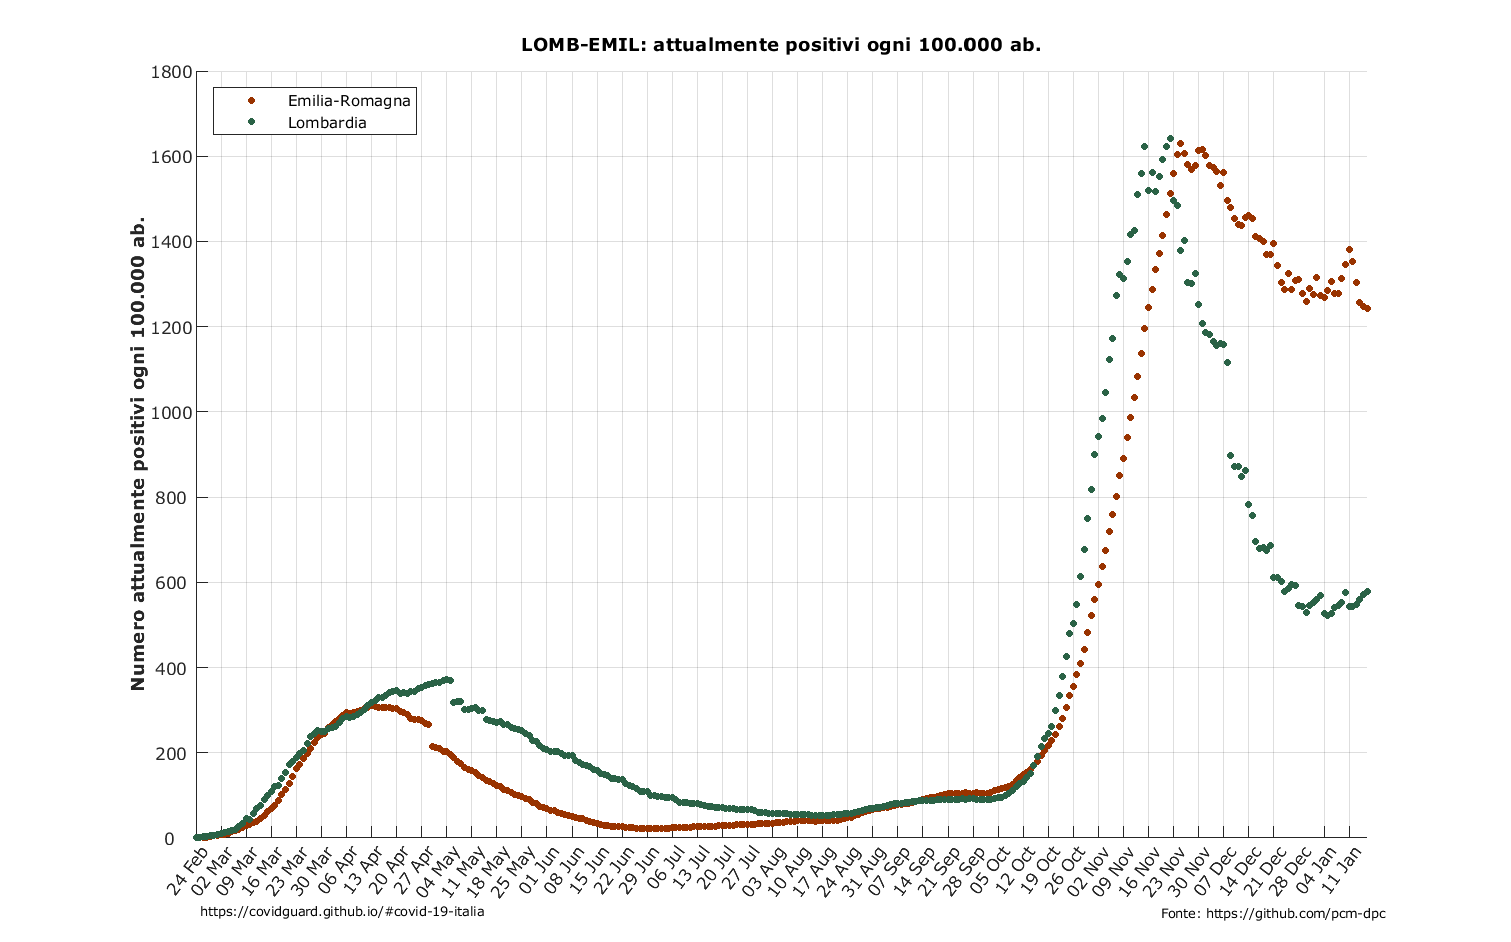 LOMB-EMIL: attualmente positivi ogni 100.000 ab.
Numero attualmente positivi ogni 100.000 ab.
1800
1600
1400
1200
1000
800
600
400
200
0
Emilia-Romagna
Lombardia
24 Feb
02 Mar
09 Mar
16 Mar
23 Mar
30 Mar
06 Apr
13 Apr
20 Apr
27 Apr
04 May
11 May
18 May
25 May
01 Jun
08 Jun
15 Jun
22 Jun
29 Jun
06 Jul
13 Jul
20 Jul
27 Jul
03 Aug
10 Aug
17 Aug
24 Aug
31 Aug
07 Sep
14 Sep
21 Sep
28 Sep
05 Oct
12 Oct
19 Oct
26 Oct
02 Nov
09 Nov
16 Nov
23 Nov
30 Nov
07 Dec
14 Dec
21 Dec
28 Dec
04 Jan
11 Jan
https://covidguard.github.io/#covid-19-italia
Fonte: https://github.com/pcm-dpc